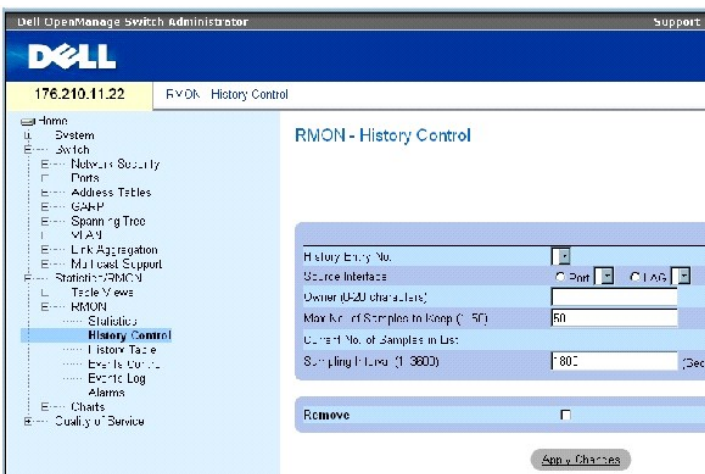 Dell OpenManage Switch Administrator
Support
DELL
176.210.11.22
RMON - History Control
Home
System
Switch
Network Security
Ports
Address Tables
GARP
Spanning Tree
VLAN
Link Aggregation
Multicast Support
Statistics/RMON
Table Views
RMON
Statistics
History Control
History Table
Events Control
Events Log
Alarms
Charts
Quality of Service
RMON - History Control
History Entry No.
Source Interface
Port
LAG
Owner (0-20 characters)
Max No. of Samples to Keep (1-50)
50
Current No. of Samples in List
Sampling Interval (1-3600)
1800
(Sec
Remove
Apply Changes